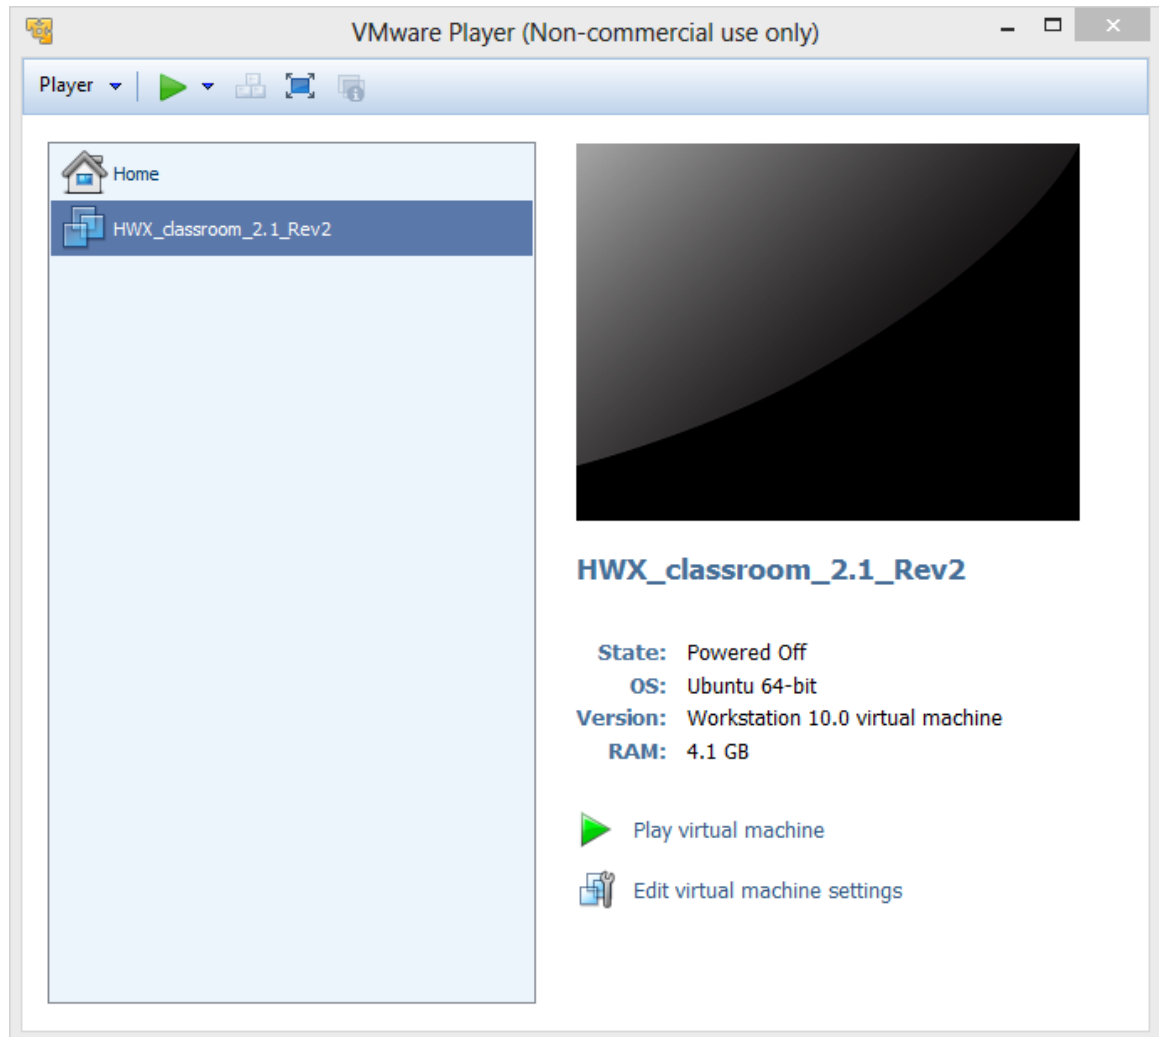 VMware Player (Non-commercial use only)
Player
Home
HWX_classroom_2.1_Rev2
HWX_classroom_2.1_Rev2
State: Powered Off
OS: Ubuntu 64-bit
Version: Workstation 10.0 virtual machine
RAM: 4.1 GB
Play virtual machine
Edit virtual machine settings